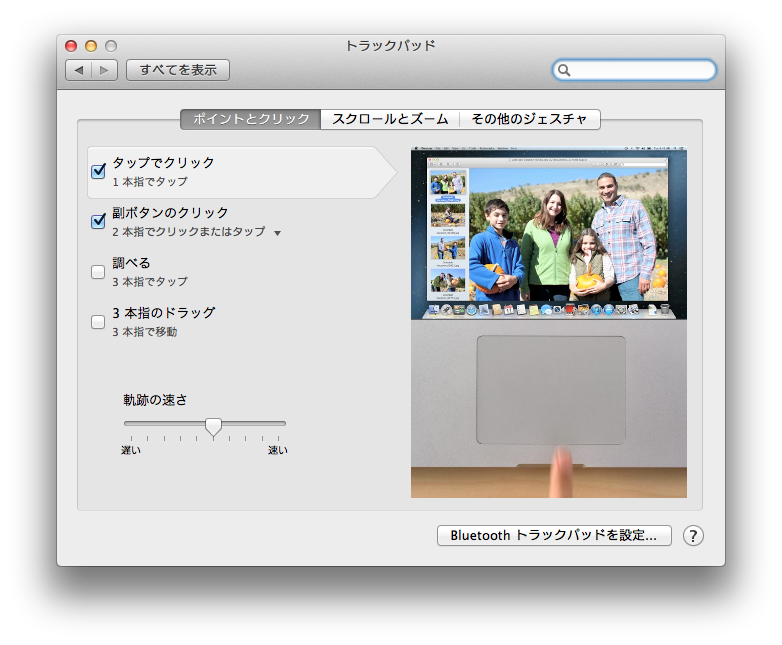 トラックパッド
すべてを表示
ポイントとクリック
スクロールとズーム
その他のジェスチャ
タップでクリック
1 本指でタップ
副ボタンのクリック
2 本指でクリックまたはタップ
調べる
3 本指でタップ
3 本指のドラッグ
3 本指で移動
軌跡の速さ
遅い
速い
Bluetooth トラックパッドを設定...
?